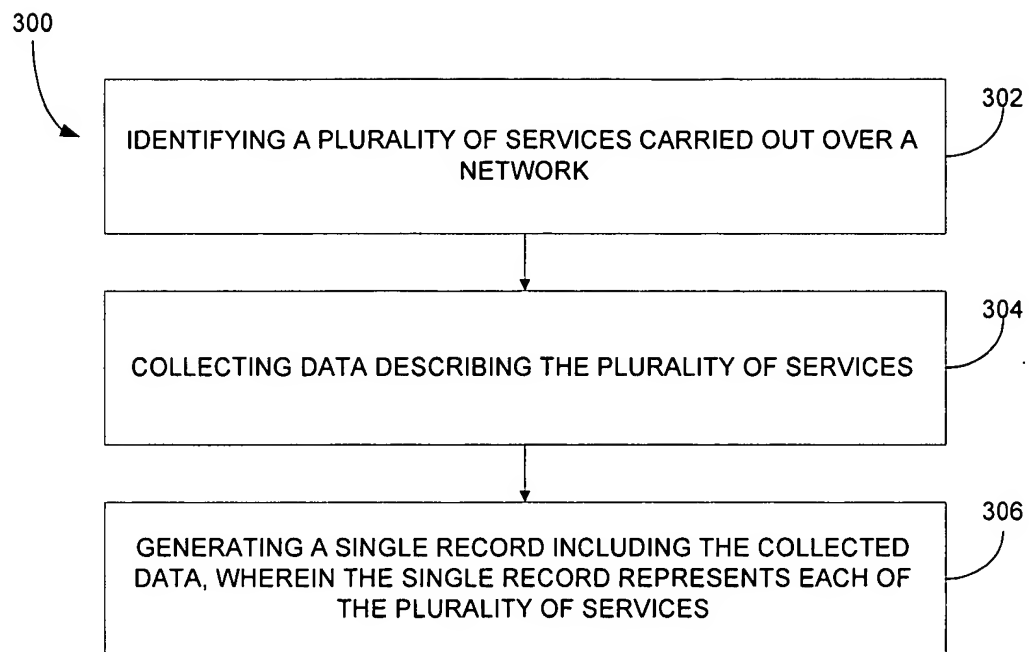 300
302
IDENTIFYING A PLURALITY OF SERVICES CARRIED OUT OVER A
NETWORK
304
COLLECTING DATA DESCRIBING THE PLURALITY OF SERVICES
306
GENERATING A SINGLE RECORD INCLUDING THE COLLECTED
DATA, WHEREIN THE SINGLE RECORD REPRESENTS EACH OF
THE PLURALITY OF SERVICES